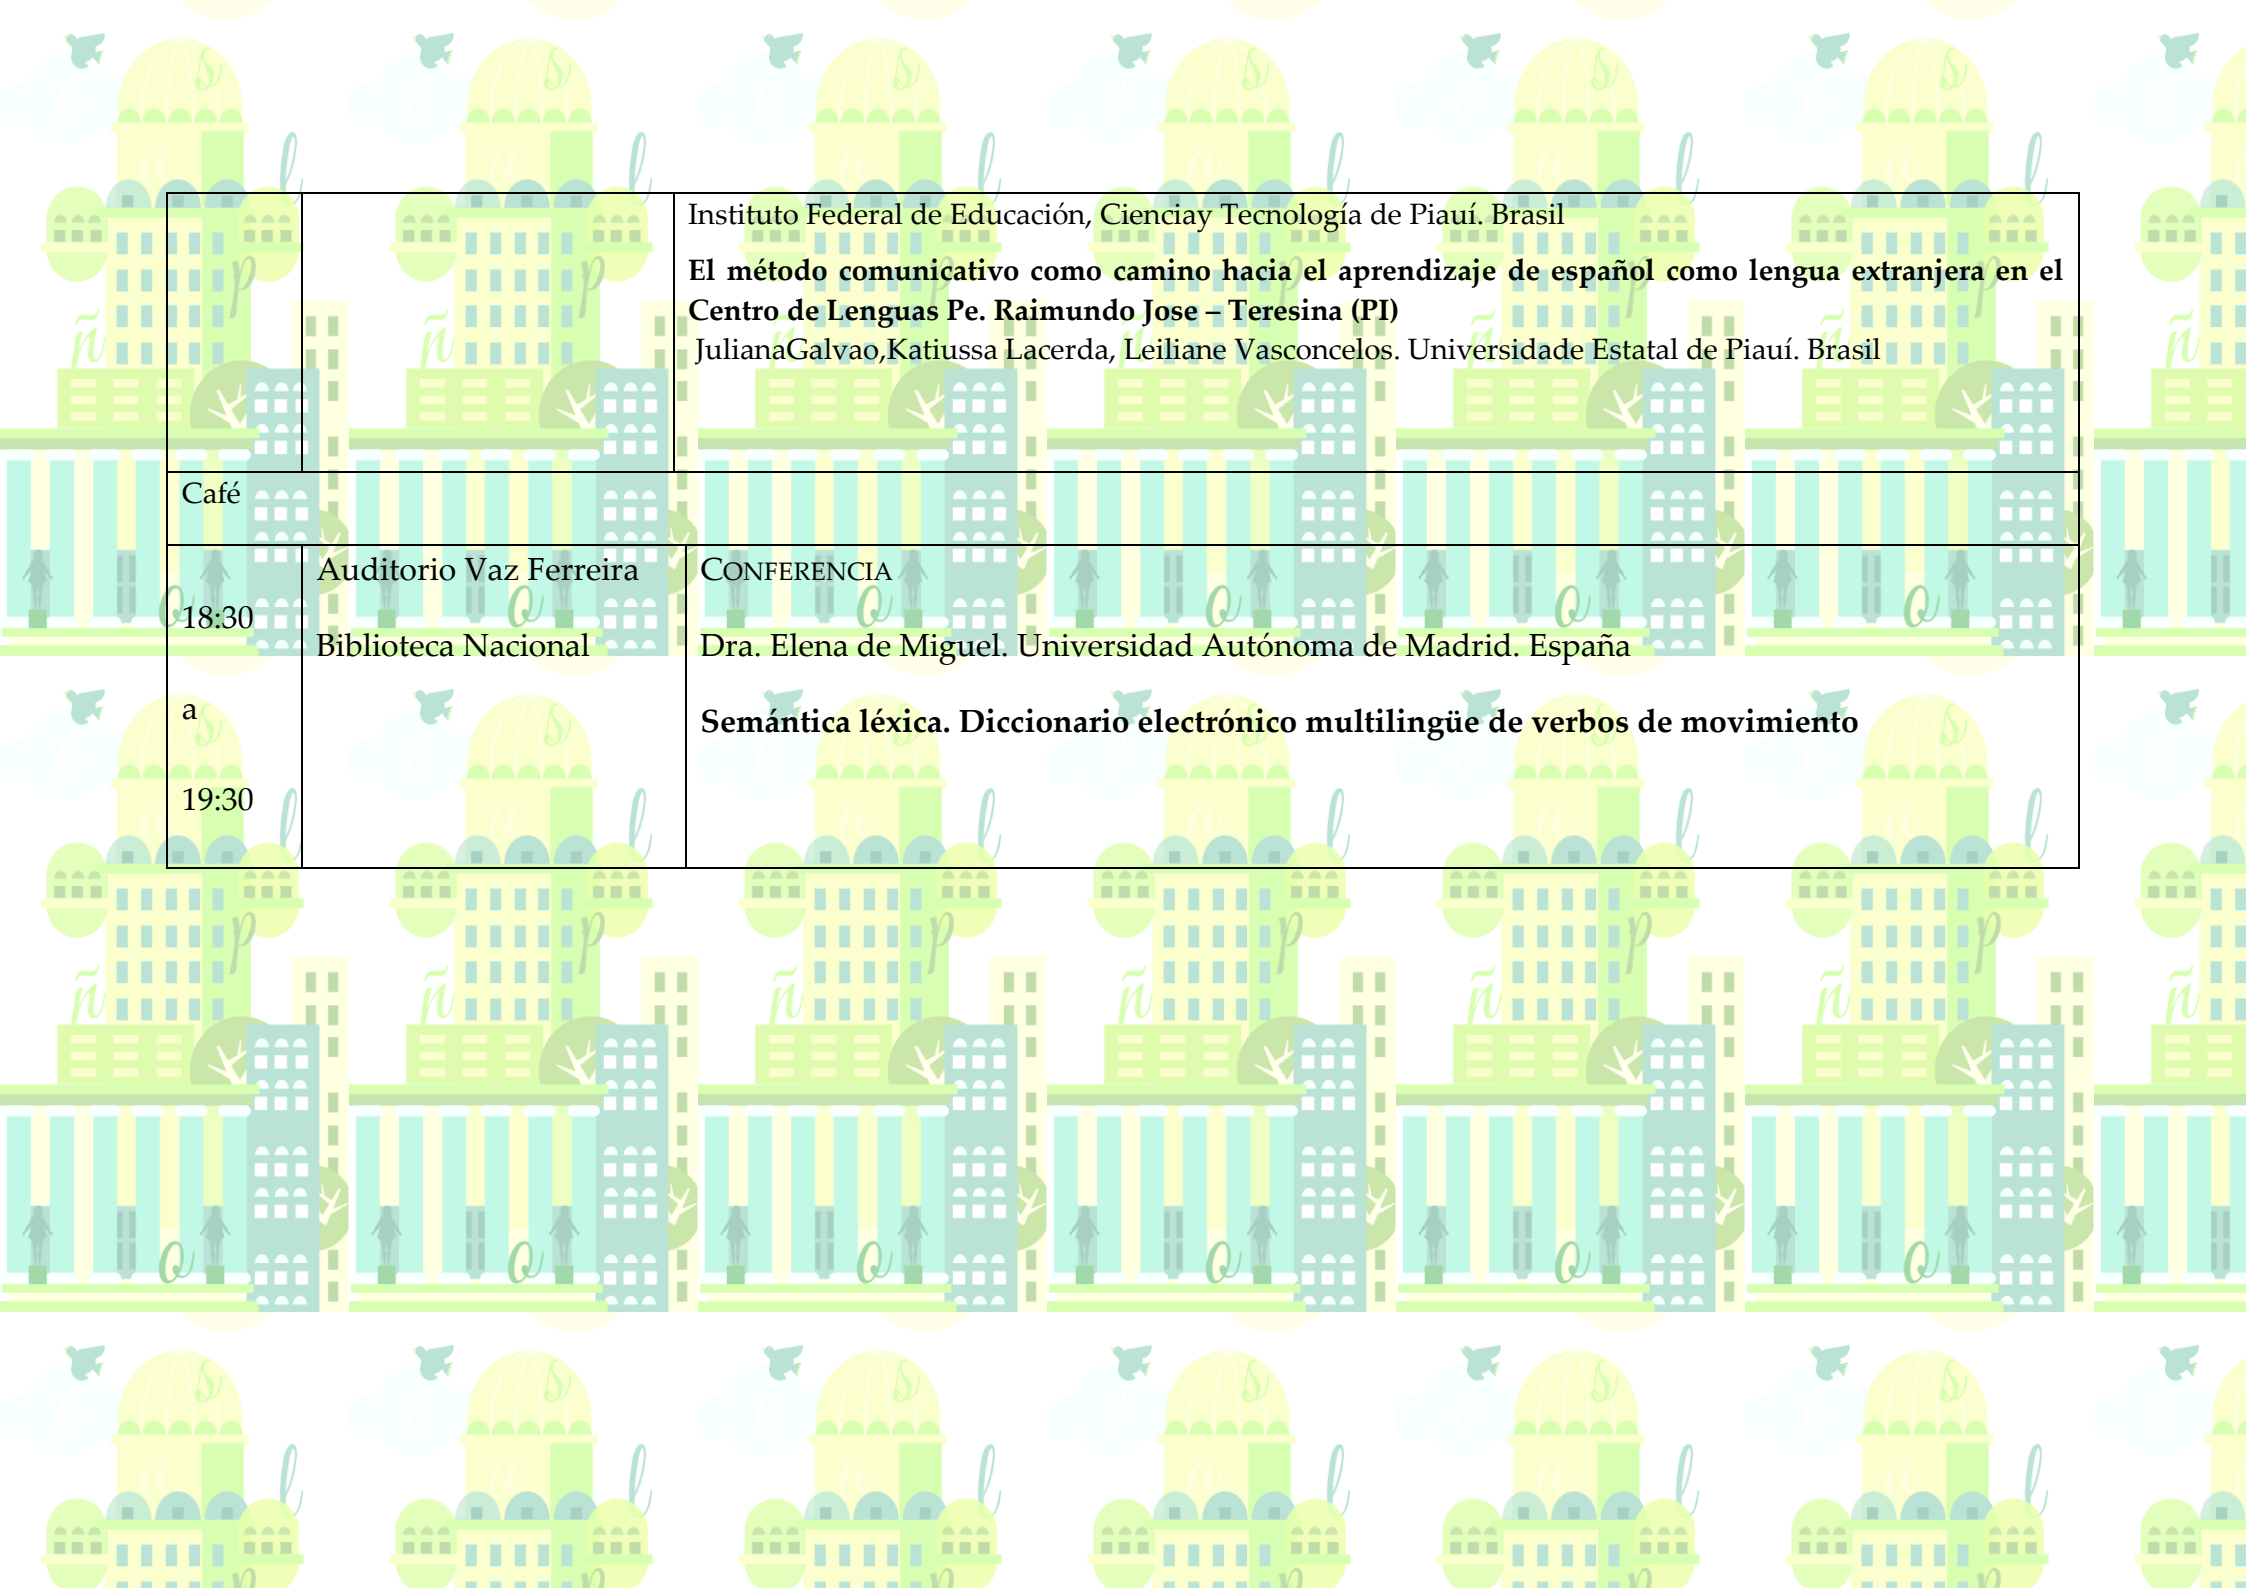 Instituto Federal de Educación, Cienciay Tecnología de Piauí. Brasil
El método comunicativo como camino hacia el aprendizaje de español como lengua extranjera en el
Centro de Lenguas Pe. Raimundo Jose – Teresina (PI)
JulianaGalvao,Katiussa Lacerda, Leiliane Vasconcelos. Universidade Estatal de Piauí. Brasil
Café
18:30
a
19:30
Auditorio Vaz Ferreira
Biblioteca Nacional
CONFERENCIA
Dra. Elena de Miguel. Universidad Autónoma de Madrid. España
Semántica léxica. Diccionario electrónico multilingüe de verbos de movimiento